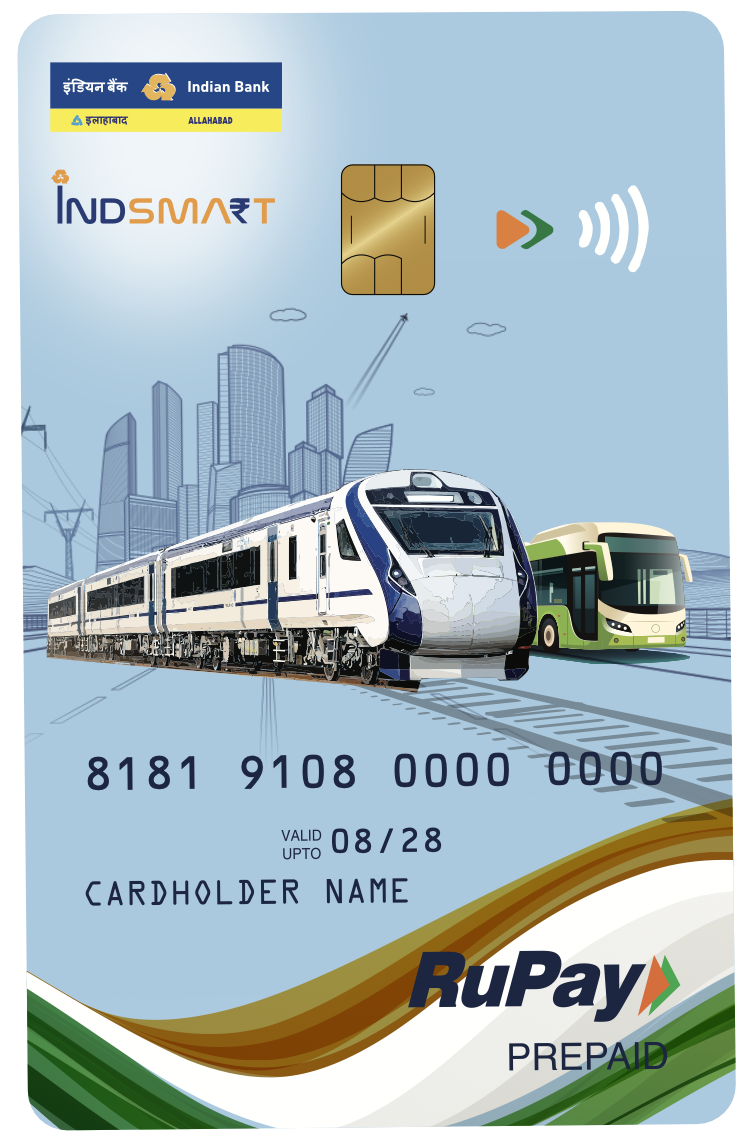 इंडियन बैंक Indian Bank
इलाहाबाद ALLAHABAD
INDSMA₹T
8181 9108 0000 0000
VALID UPTO 08/28
CARDHOLDER NAME
RuPay
PREPAID